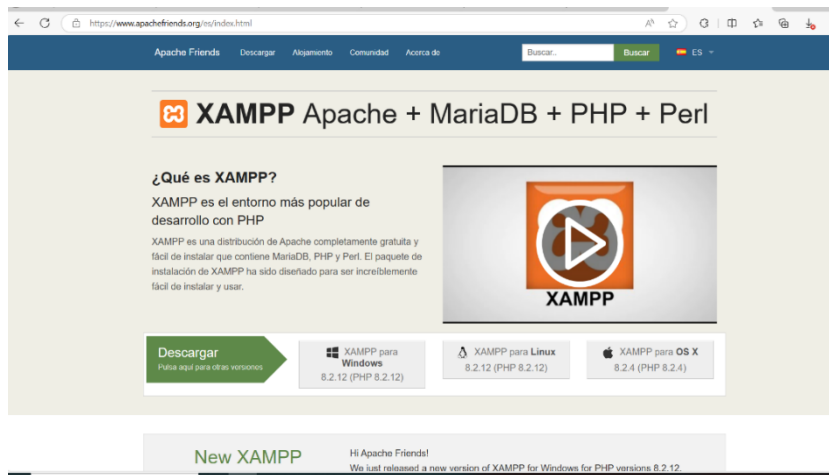 https://www.apachefriends.org/es/index.html
Apache Friends Descargar Alojamiento Comunidad Acerca de Buscar.. Buscar ES
XAMPP Apache + MariaDB + PHP + Perl
¿Qué es XAMPP?
XAMPP es el entorno más popular de
desarrollo con PHP
XAMPP es una distribución de Apache completamente gratuita y
fácil de instalar que contiene MariaDB, PHP y Perl. El paquete de
instalación de XAMPP ha sido diseñado para ser increíblemente
fácil de instalar y usar.
XAMPP
Descargar
Pulsa aquí para otras versiones
XAMPP para
Windows
8.2.12 (PHP 8.2.12)
XAMPP para Linux
8.2.12 (PHP 8.2.12)
XAMPP para OS X
8.2.4 (PHP 8.2.4)
New XAMPP
Hi Apache Friends!
We just released a new version of XAMPP for Windows for PHP versions 8.2.12.